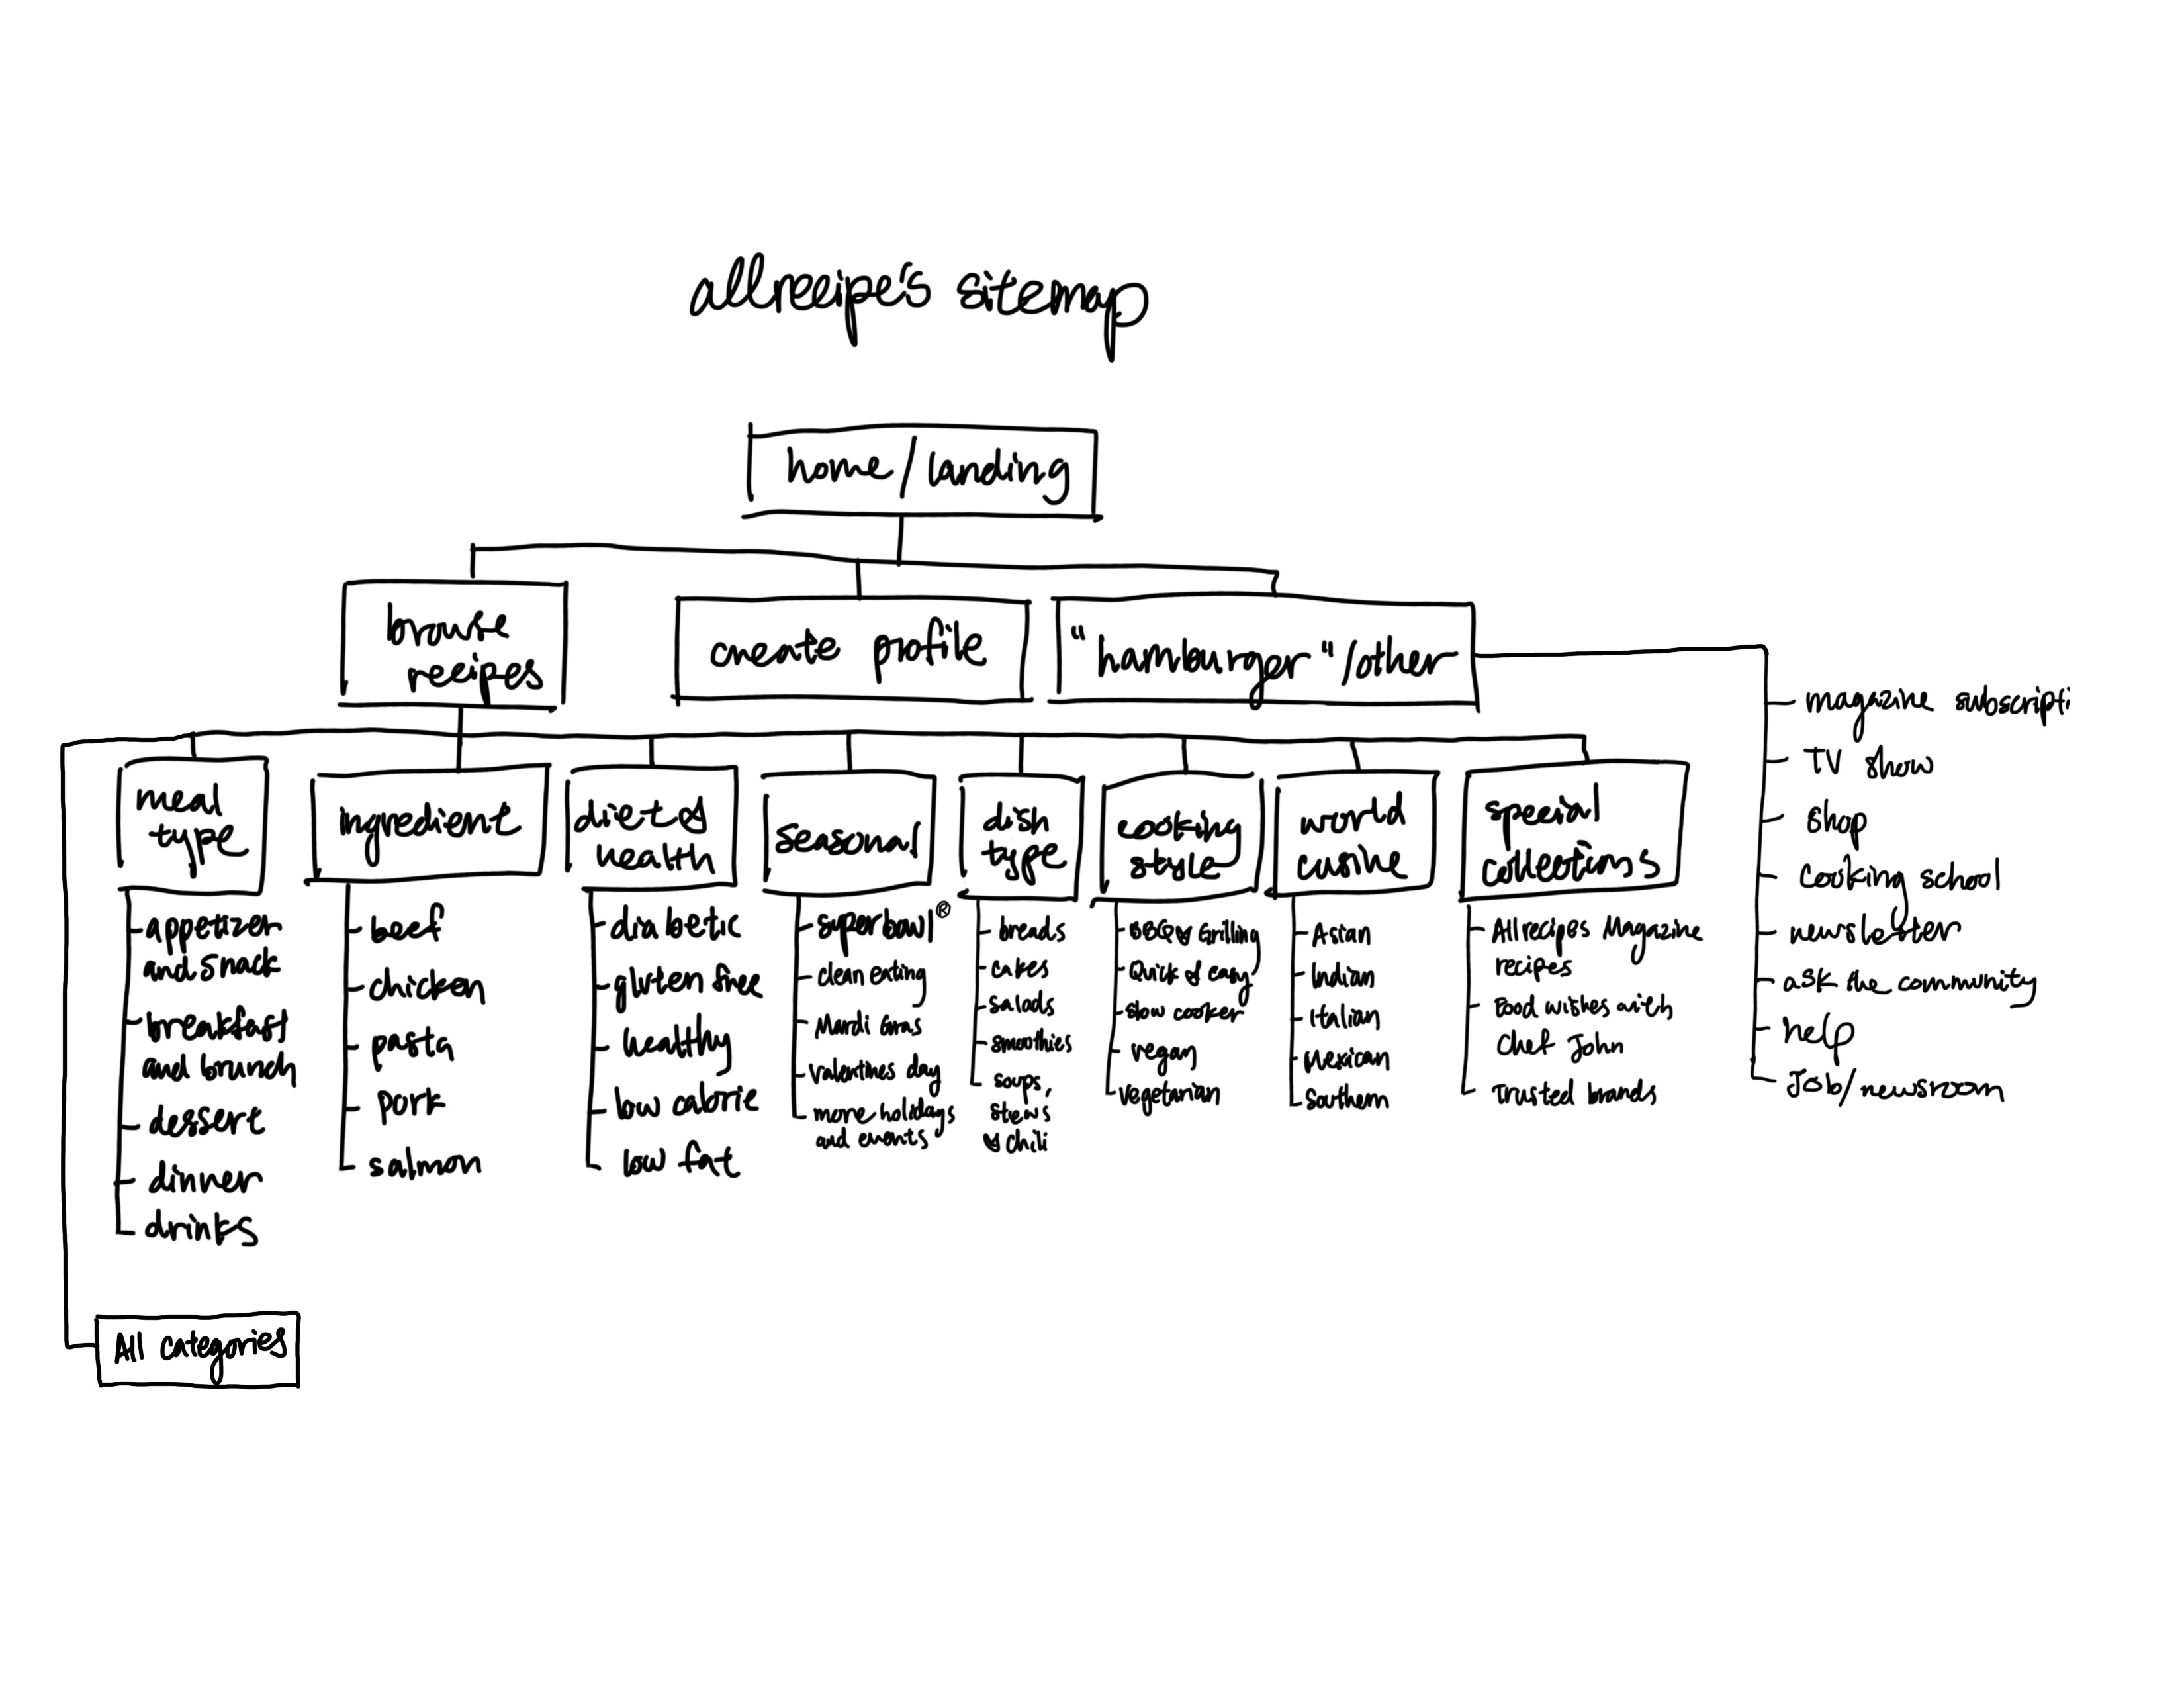 allrecipe's sitemap
home/landing
browse
recipes
create profile
"hamburger"/other
magazine subscripti
TV show
shop
cooking school
newsletter
ask the community
help
Job/newsroom
meal
type
appetizer
and snack
breakfast
and brunch
dessert
dinner
drinks
ingredient
beef
chicken
pasta
pork
salmon
diet &
health
diabetic
gluten free
healthy
low calorie
low fat
seasonal
superbowl®
clean eating
Mardi Gras
valentines day
more holidays
and events
dish
type
breads
cakes
salads
smoothies
soups,
stews,
& chili
cooking
style
BBQ & Grilling
Quick & easy
slow cooker
vegan
vegetarian
world
cusine
Asian
Indian
Italian
Mexican
Southern
special
collections
Allrecipes Magazine
recipes
Food wishes with
Chef John
Trusted brands
All categories